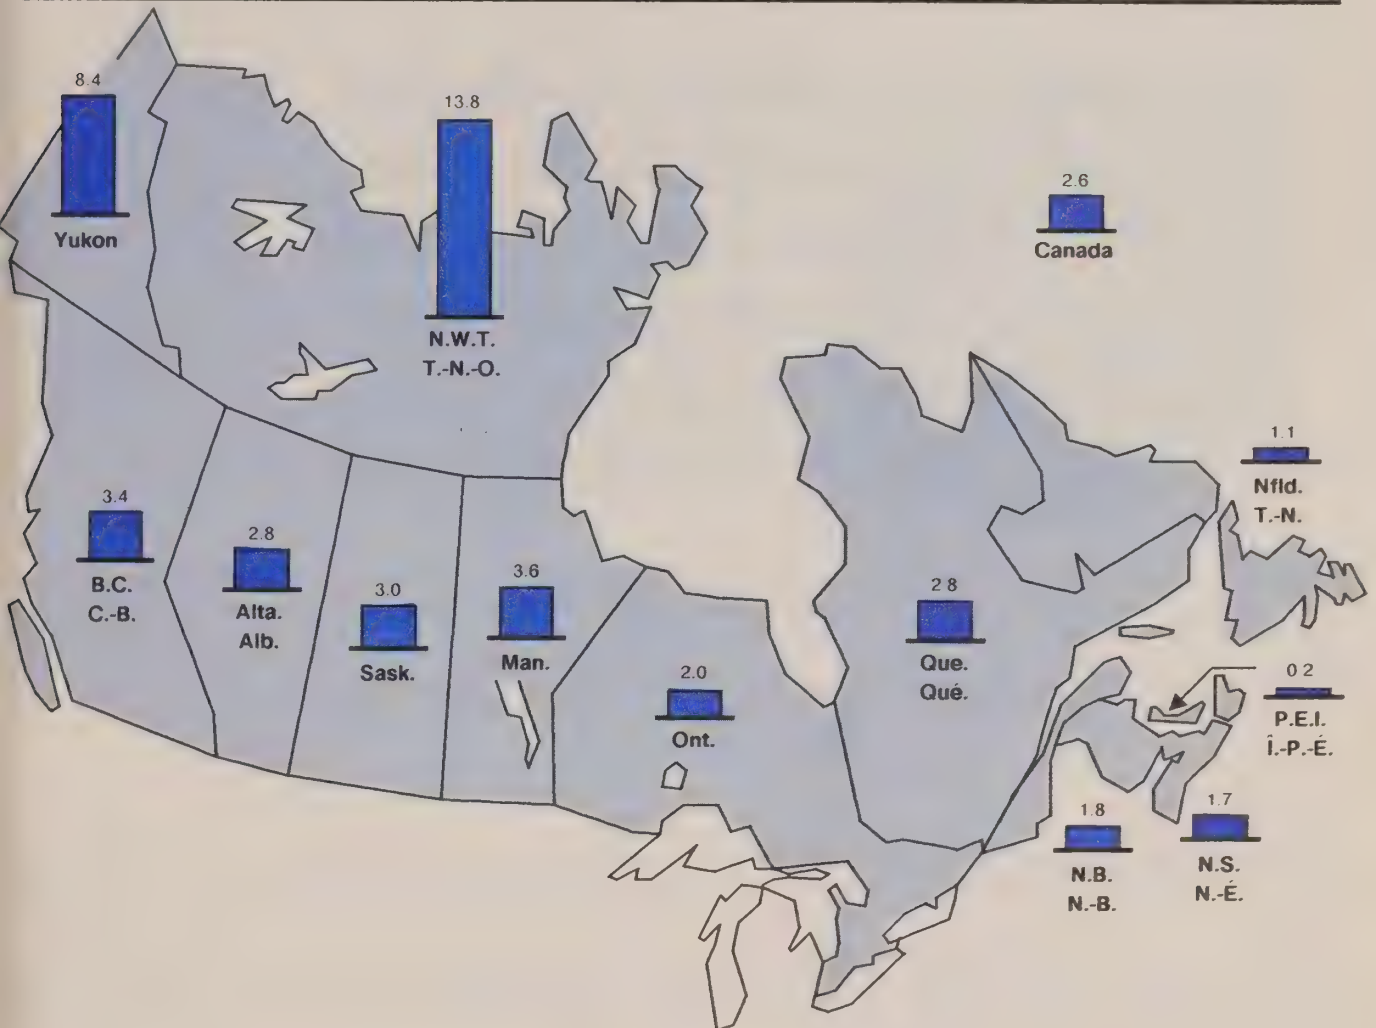 8.4
Yukon
13.8
N.W.T.
T.-N.-O.
2.6
Canada
1.1
Nfld.
T.-N.
3.4
B.C.
C.-B.
2.8
Alta.
Alb.
3.0
Sask.
3.6
Man.
2.0
Ont.
2 8
Que.
Qué.
0 2
P.E.I.
Î.-P.-É.
1.8
N.B.
N.-B.
1.7
N.S.
N.-É.